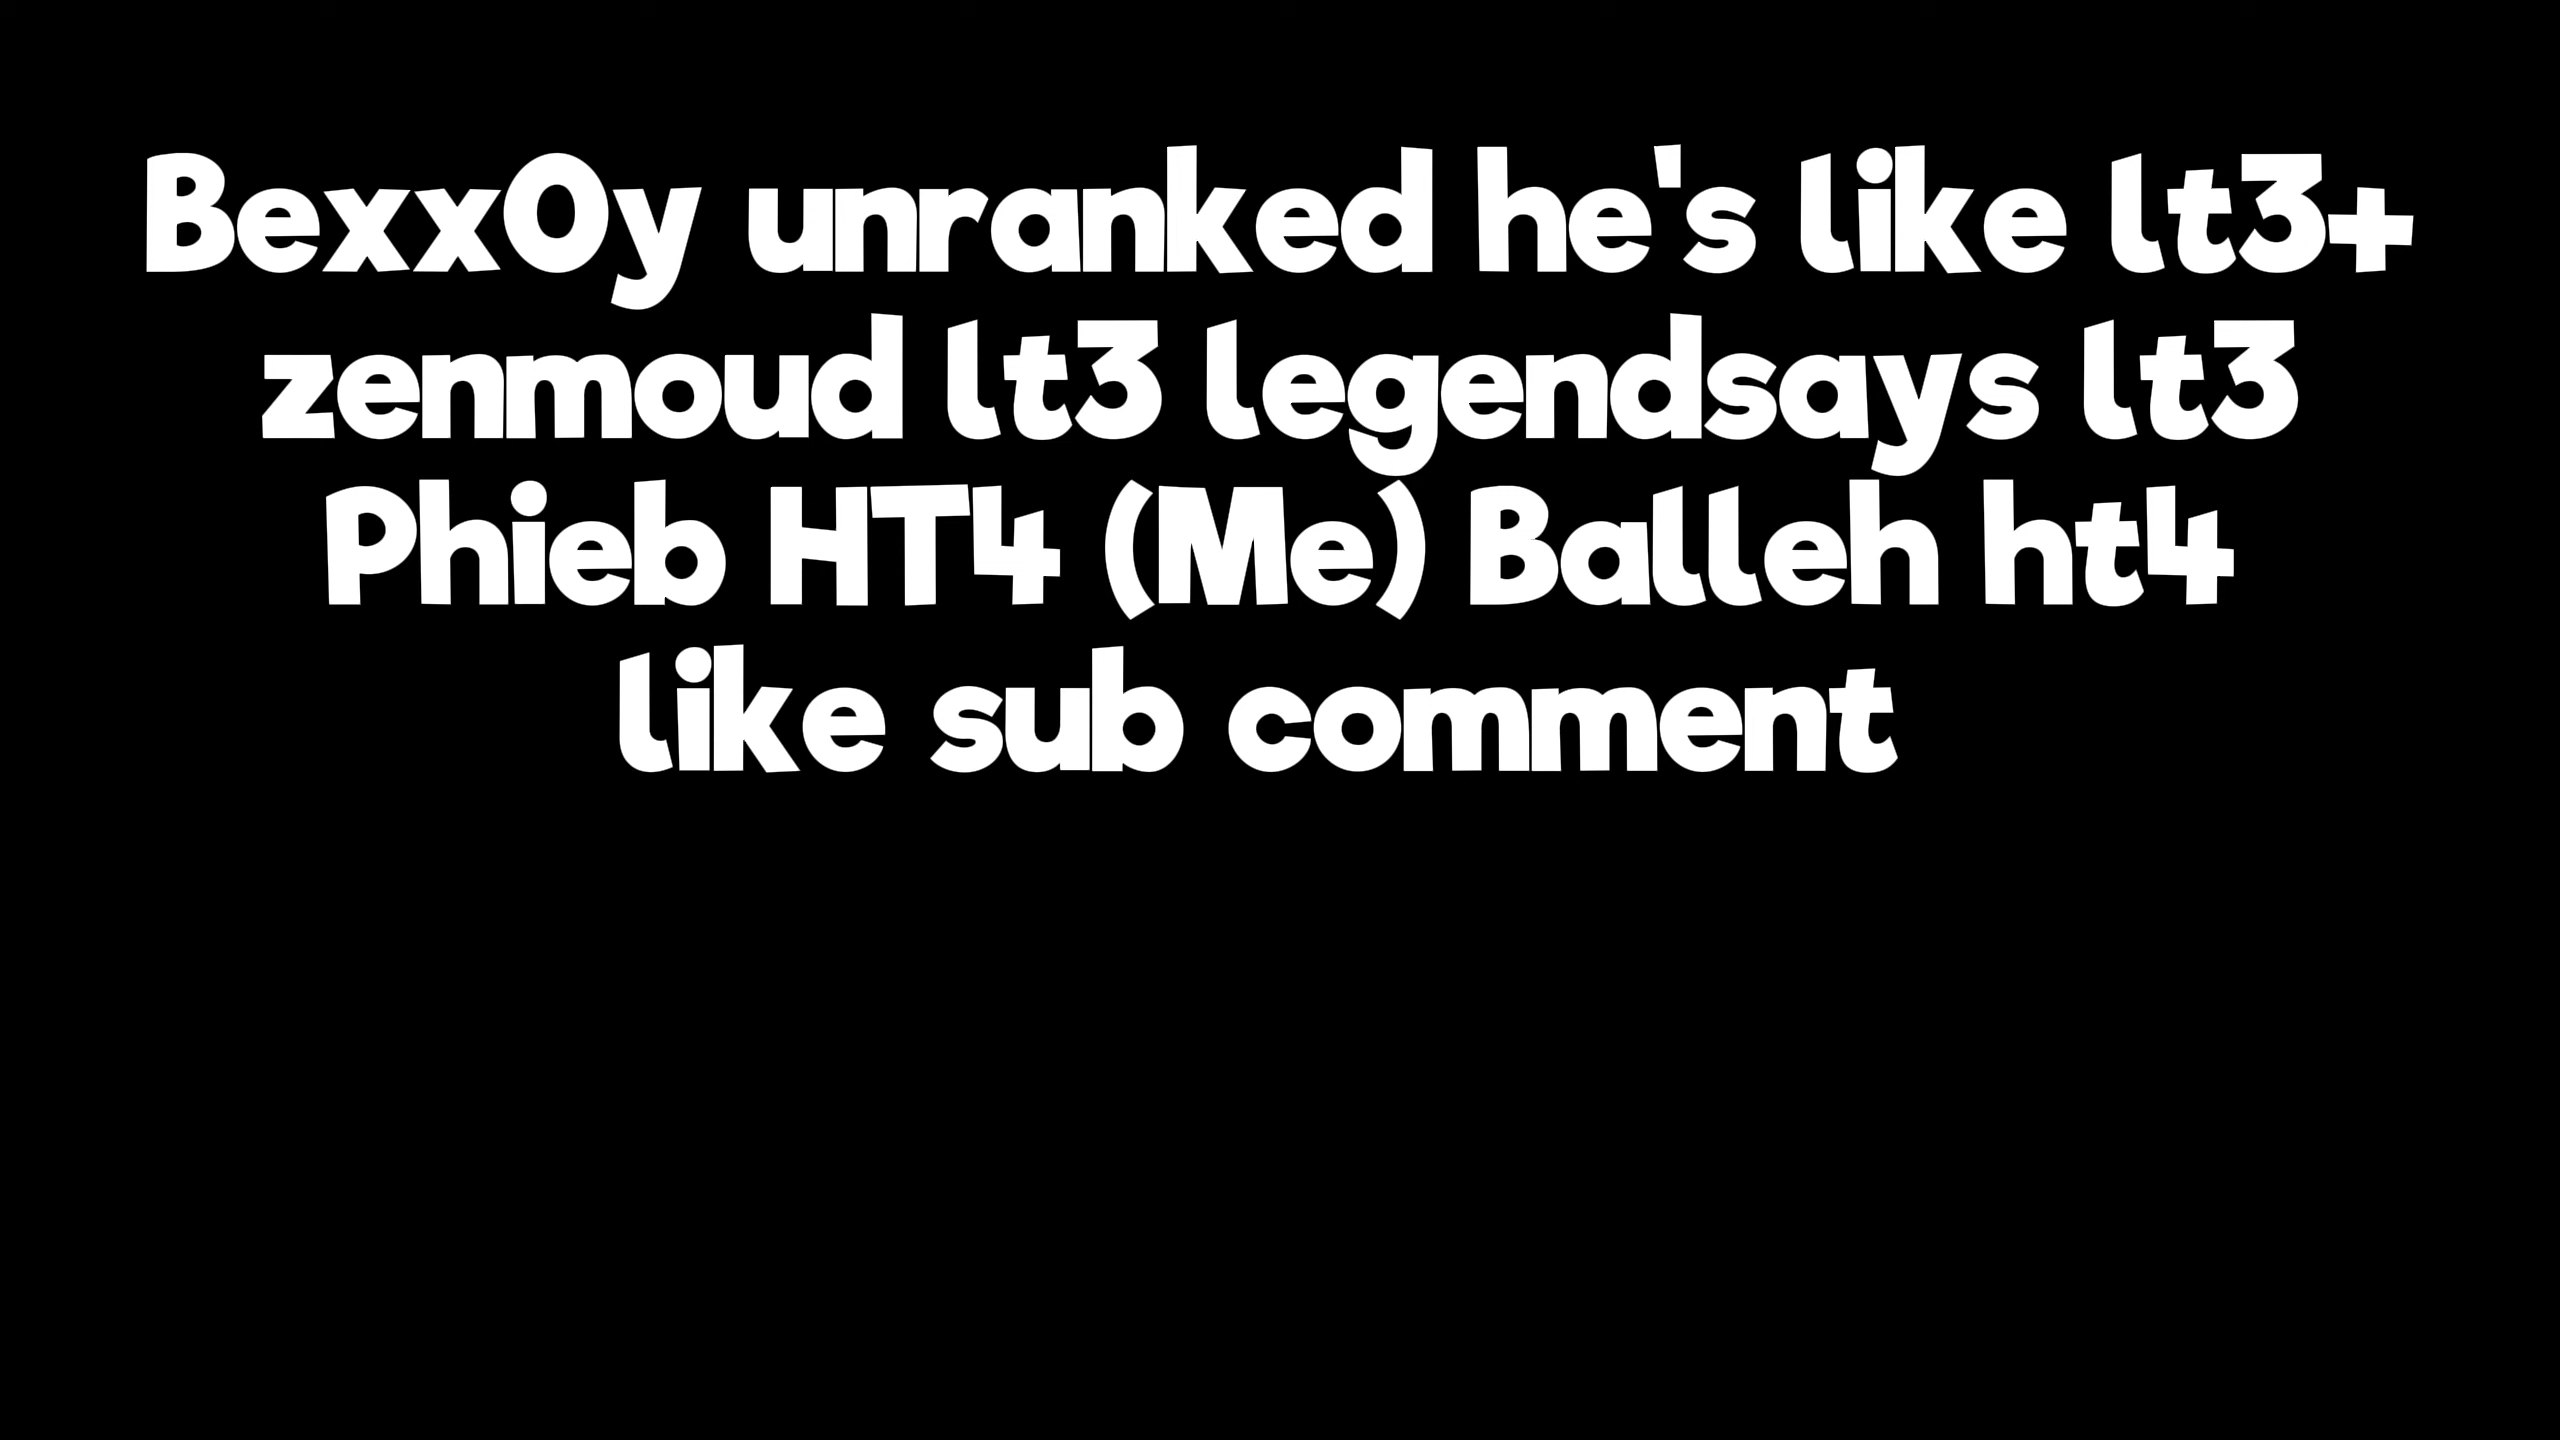 Bexx0y unranked he's like lt3+
zenmoud lt3 legendsays lt3
Phieb HT4 (Me) Balleh ht4
like sub comment